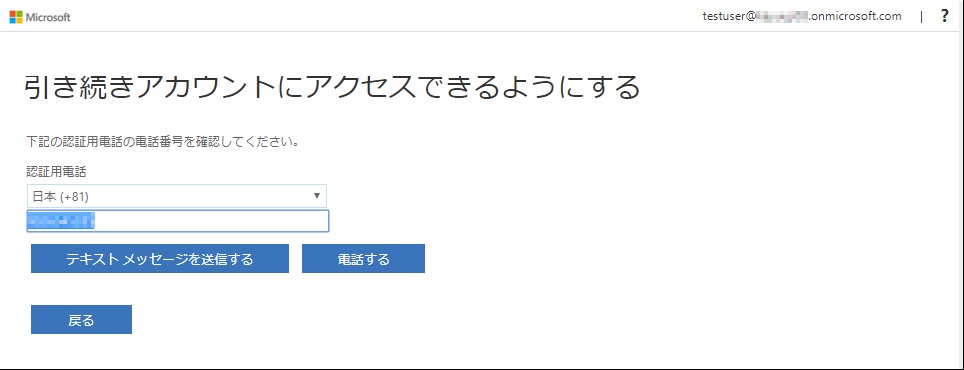 Microsoft
testuser@.onmicrosoft.com | ?
引き続きアカウントにアクセスできるようにする
下記の認証用電話の電話番号を確認してください。
認証用電話
日本 (+81)
テキスト メッセージを送信する
電話する
戻る